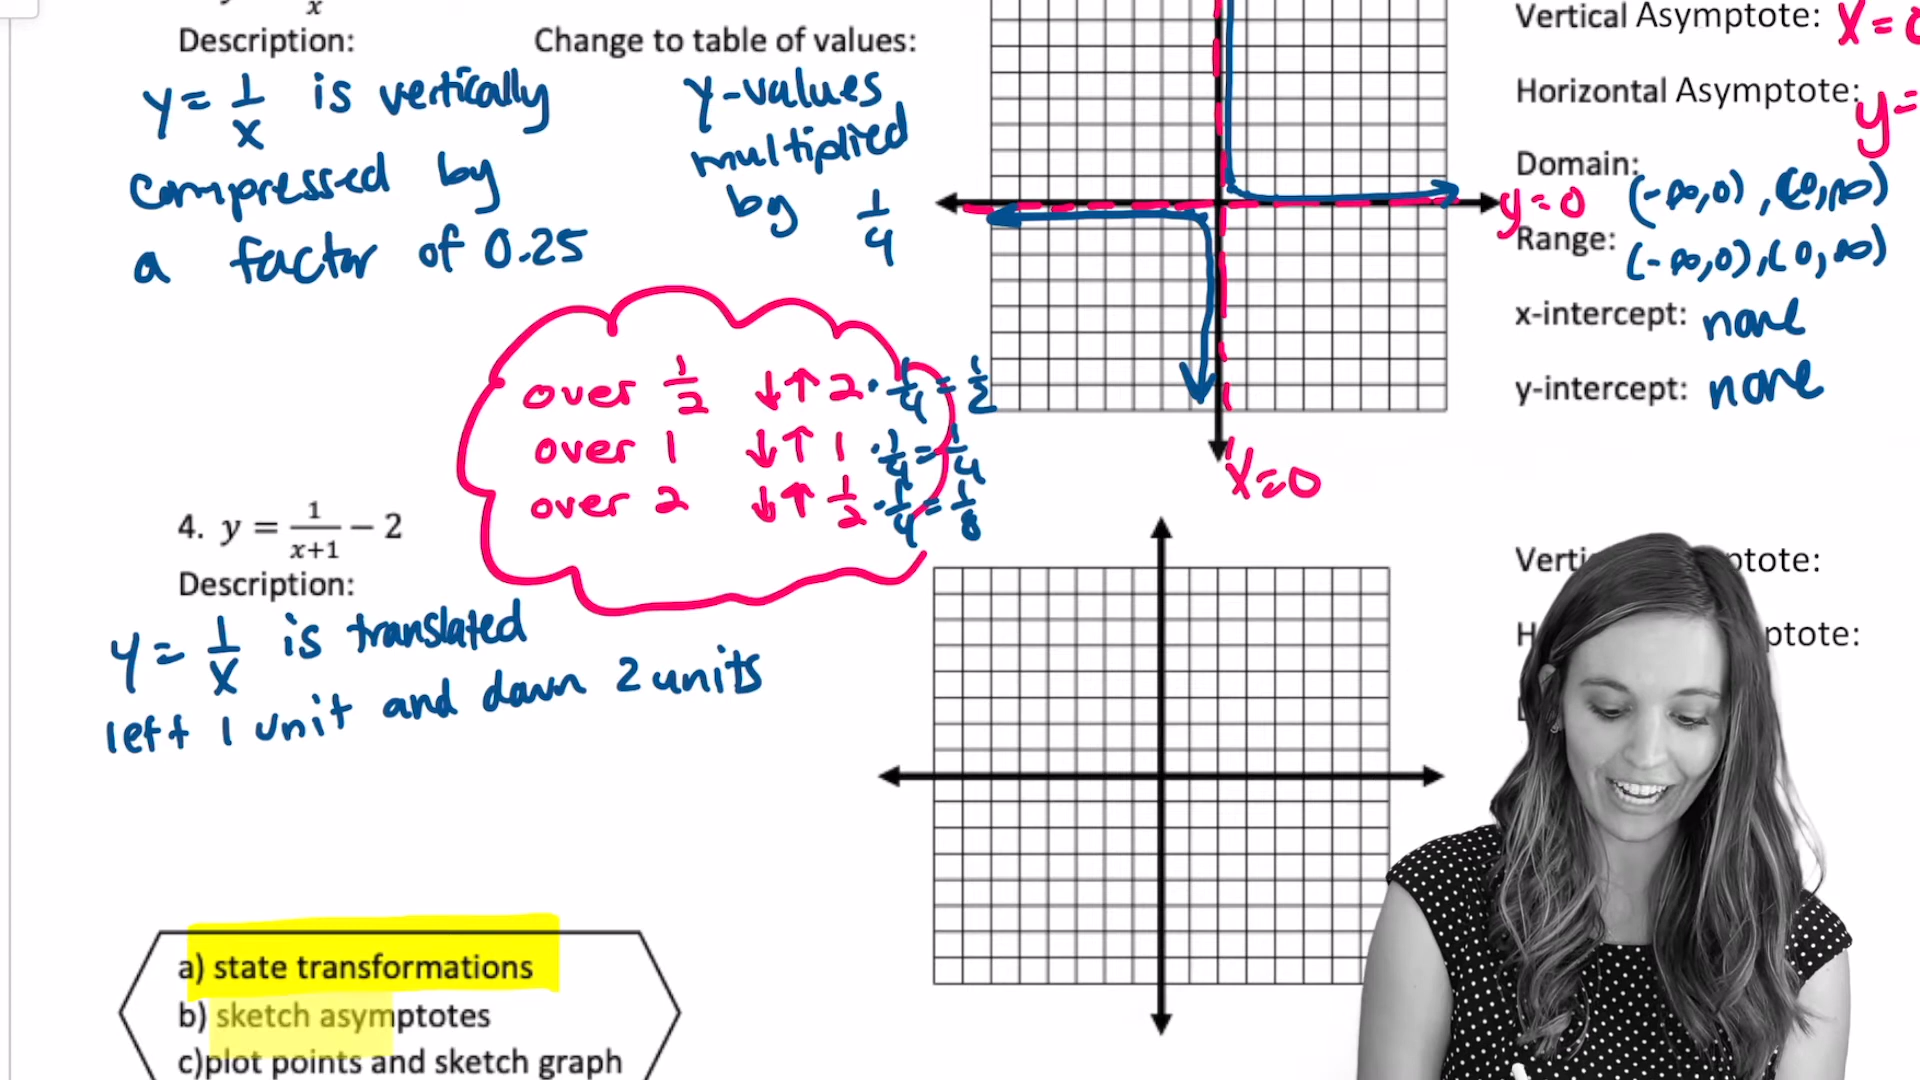 x
Description:
Change to table of values:
y = 1/x is vertically
compressed by
a factor of 0.25
y-values
multiplied
by 1/4
Vertical Asymptote: x=0
Horizontal Asymptote: y=
Domain: (-∞,0), (0,∞)
y=0
Range: (-∞,0), (0,∞)
x-intercept: none
y-intercept: none
x=0
over 1/2 ↓↑ 2 · 1/4 = 1/2
over 1 ↓↑ 1 · 1/4 = 1/4
over 2 ↓↑ 1/2 · 1/4 = 1/8
4. y = 1/(x+1) − 2
Description:
y = 1/x is translated
left 1 unit and down 2 units
a) state transformations
b) sketch asymptotes
c)plot points and sketch graph